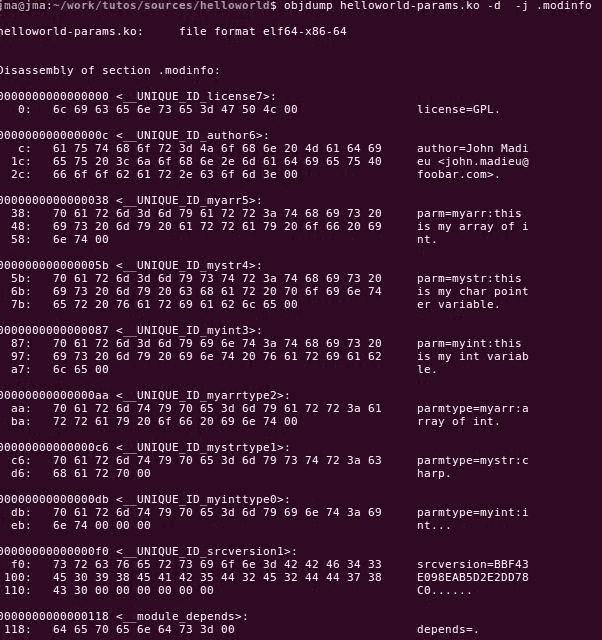 jma@jma:~/work/tutos/sources/helloworld$ objdump helloworld-params.ko -d  -j .modinfo
helloworld-params.ko:     file format elf64-x86-64
Disassembly of section .modinfo:
0000000000000000 <__UNIQUE_ID_license7>:
   0:   6c 69 63 65 6e 73 65 3d 47 50 4c 00                 license=GPL.
000000000000000c <__UNIQUE_ID_author6>:
   c:   61 75 74 68 6f 72 3d 4a 6f 68 6e 20 4d 61 64 69     author=John Madi
  1c:   65 75 20 3c 6a 6f 68 6e 2e 6d 61 64 69 65 75 40     eu <john.madieu@
  2c:   66 6f 6f 62 61 72 2e 63 6f 6d 3e 00                 foobar.com>.
0000000000000038 <__UNIQUE_ID_myarr5>:
  38:   70 61 72 6d 3d 6d 79 61 72 72 3a 74 68 69 73 20     parm=myarr:this
  48:   69 73 20 6d 79 20 61 72 72 61 79 20 6f 66 20 69     is my array of i
  58:   6e 74 00                                            nt.
000000000000005b <__UNIQUE_ID_mystr4>:
  5b:   70 61 72 6d 3d 6d 79 73 74 72 3a 74 68 69 73 20     parm=mystr:this
  6b:   69 73 20 6d 79 20 63 68 61 72 20 70 6f 69 6e 74     is my char point
  7b:   65 72 20 76 61 72 69 61 62 6c 65 00                 er variable.
0000000000000087 <__UNIQUE_ID_myint3>:
  87:   70 61 72 6d 3d 6d 79 69 6e 74 3a 74 68 69 73 20     parm=myint:this
  97:   69 73 20 6d 79 20 69 6e 74 20 76 61 72 69 61 62     is my int variab
  a7:   6c 65 00                                            le.
00000000000000aa <__UNIQUE_ID_myarrtype2>:
  aa:   70 61 72 6d 74 79 70 65 3d 6d 79 61 72 72 3a 61     parmtype=myarr:a
  ba:   72 72 61 79 20 6f 66 20 69 6e 74 00                 rray of int.
00000000000000c6 <__UNIQUE_ID_mystrtype1>:
  c6:   70 61 72 6d 74 79 70 65 3d 6d 79 73 74 72 3a 63     parmtype=mystr:c
  d6:   68 61 72 70 00                                      harp.
00000000000000db <__UNIQUE_ID_myinttype0>:
  db:   70 61 72 6d 74 79 70 65 3d 6d 79 69 6e 74 3a 69     parmtype=myint:i
  eb:   6e 74 00 00 00                                      nt...
00000000000000f0 <__UNIQUE_ID_srcversion1>:
  f0:   73 72 63 76 65 72 73 69 6f 6e 3d 42 42 46 34 33     srcversion=BBF43
 100:   45 30 39 38 45 41 42 35 44 32 45 32 44 44 37 38     E098EAB5D2E2DD78
 110:   43 30 00 00 00 00 00 00                             C0......
0000000000000118 <__module_depends>:
 118:   64 65 70 65 6e 64 73 3d 00                          depends=.